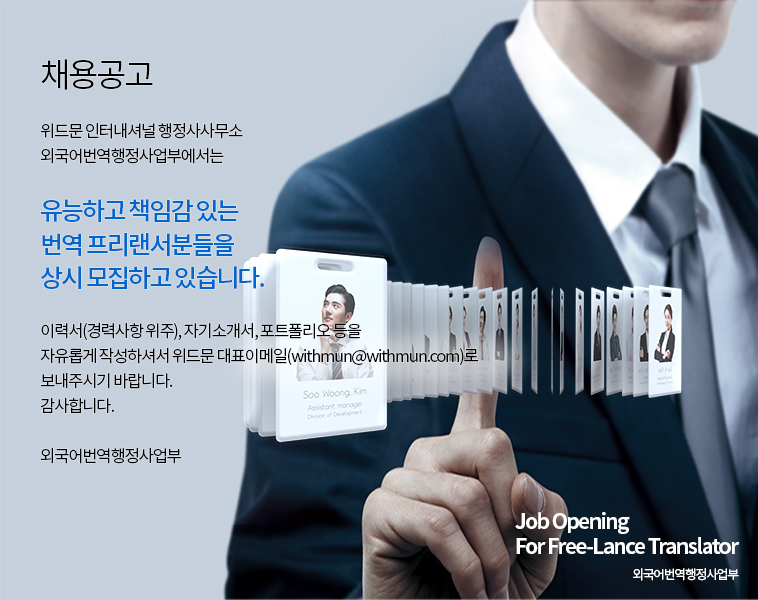 채용공고
위드문 인터내셔널 행정사사무소
외국어번역행정사업부에서는
유능하고 책임감 있는
번역 프리랜서분들을
상시 모집하고 있습니다.
이력서(경력사항 위주), 자기소개서, 포트폴리오 등을
자유롭게 작성하셔서 위드문 대표이메일(withmun@withmun.com)로
보내주시기 바랍니다.
감사합니다.
외국어번역행정사업부
Soo Woong, Kim
Assistant manager
Division of Development
Job Opening
For Free-Lance Translator
외국어번역행정사업부